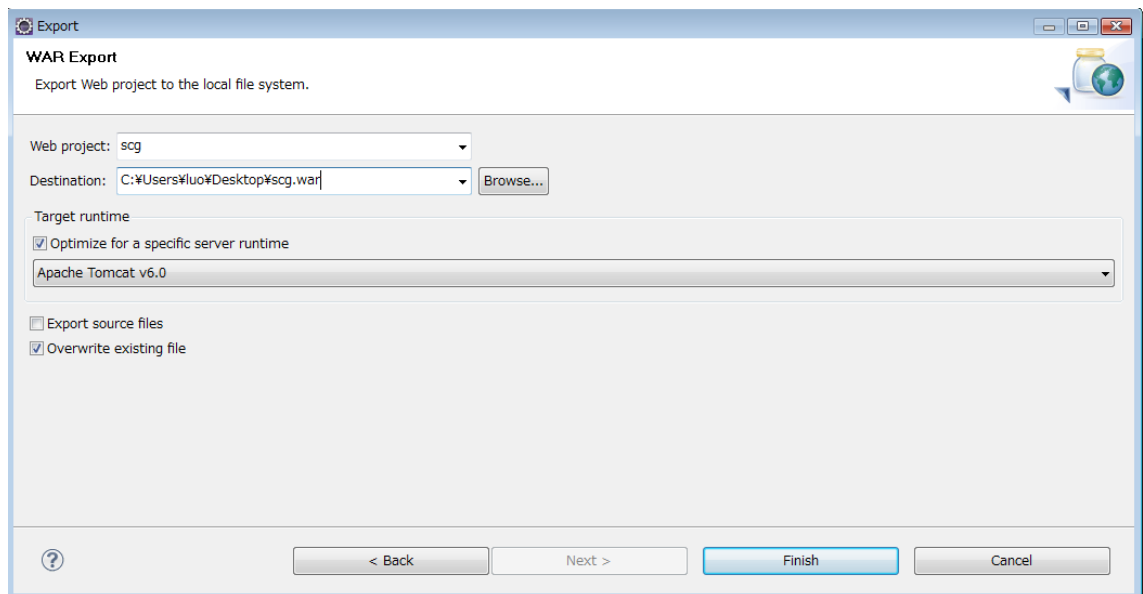 Export
WAR Export
Export Web project to the local file system.
Web project: scg
Destination: C:¥Users¥luo¥Desktop¥scg.war Browse...
Target runtime
Optimize for a specific server runtime
Apache Tomcat v6.0
Export source files
Overwrite existing file
? < Back Next > Finish Cancel